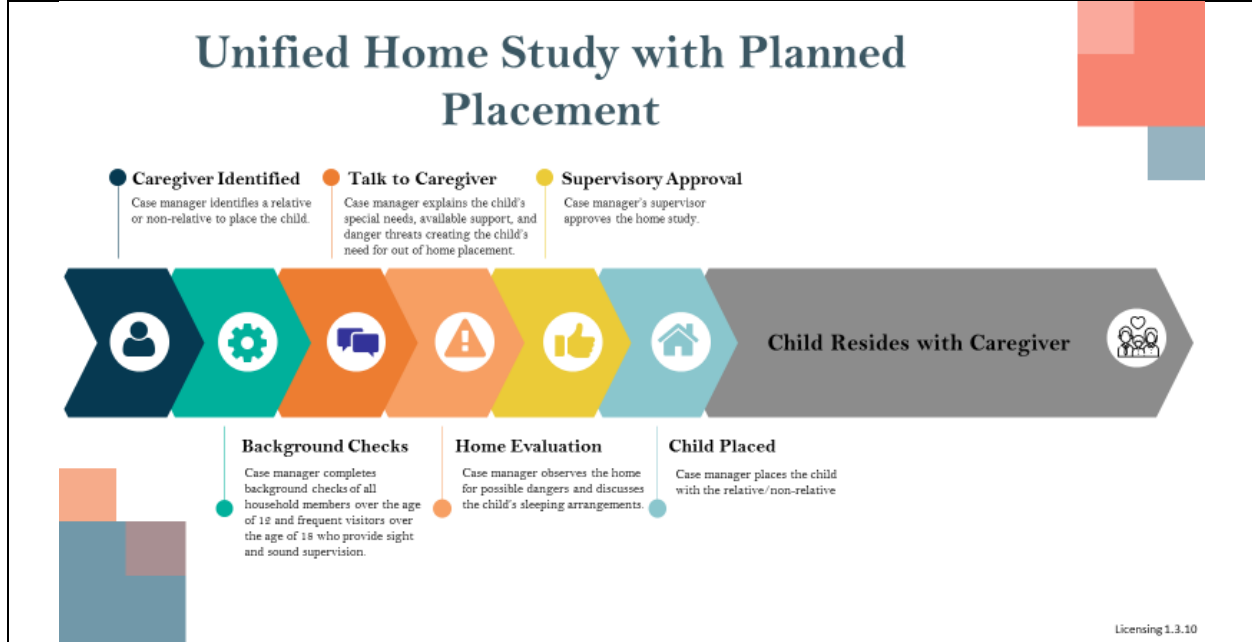 Unified Home Study with Planned
Placement
Caregiver Identified
Case manager identifies a relative
or non-relative to place the child.
Talk to Caregiver
Case manager explains the child's
special needs, available support, and
danger threats creating the child's
need for out of home placement.
Supervisory Approval
Case manager's supervisor
approves the home study.
Child Resides with Caregiver
Background Checks
Case manager completes
background checks of all
household members over the age
of 12 and frequent visitors over
the age of 18 who provide sight
and sound supervision.
Home Evaluation
Case manager observes the home
for possible dangers and discusses
the child's sleeping arrangements.
Child Placed
Case manager places the child
with the relative/non-relative
Licensing 1.3.10